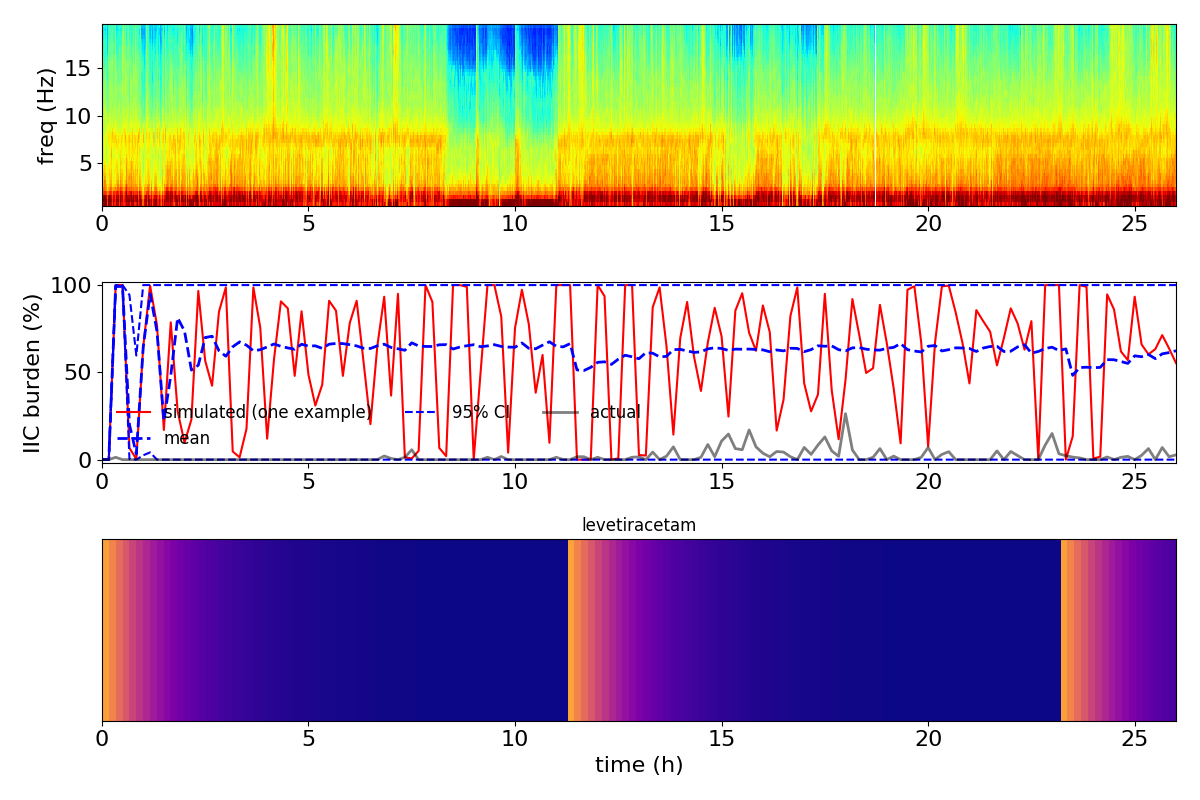 freq (Hz)
15
10
5
0 5 10 15 20 25
IIC burden (%)
100
50
0
simulated (one example) 95% CI actual
mean
0 5 10 15 20 25
levetiracetam
0 5 10 15 20 25
time (h)